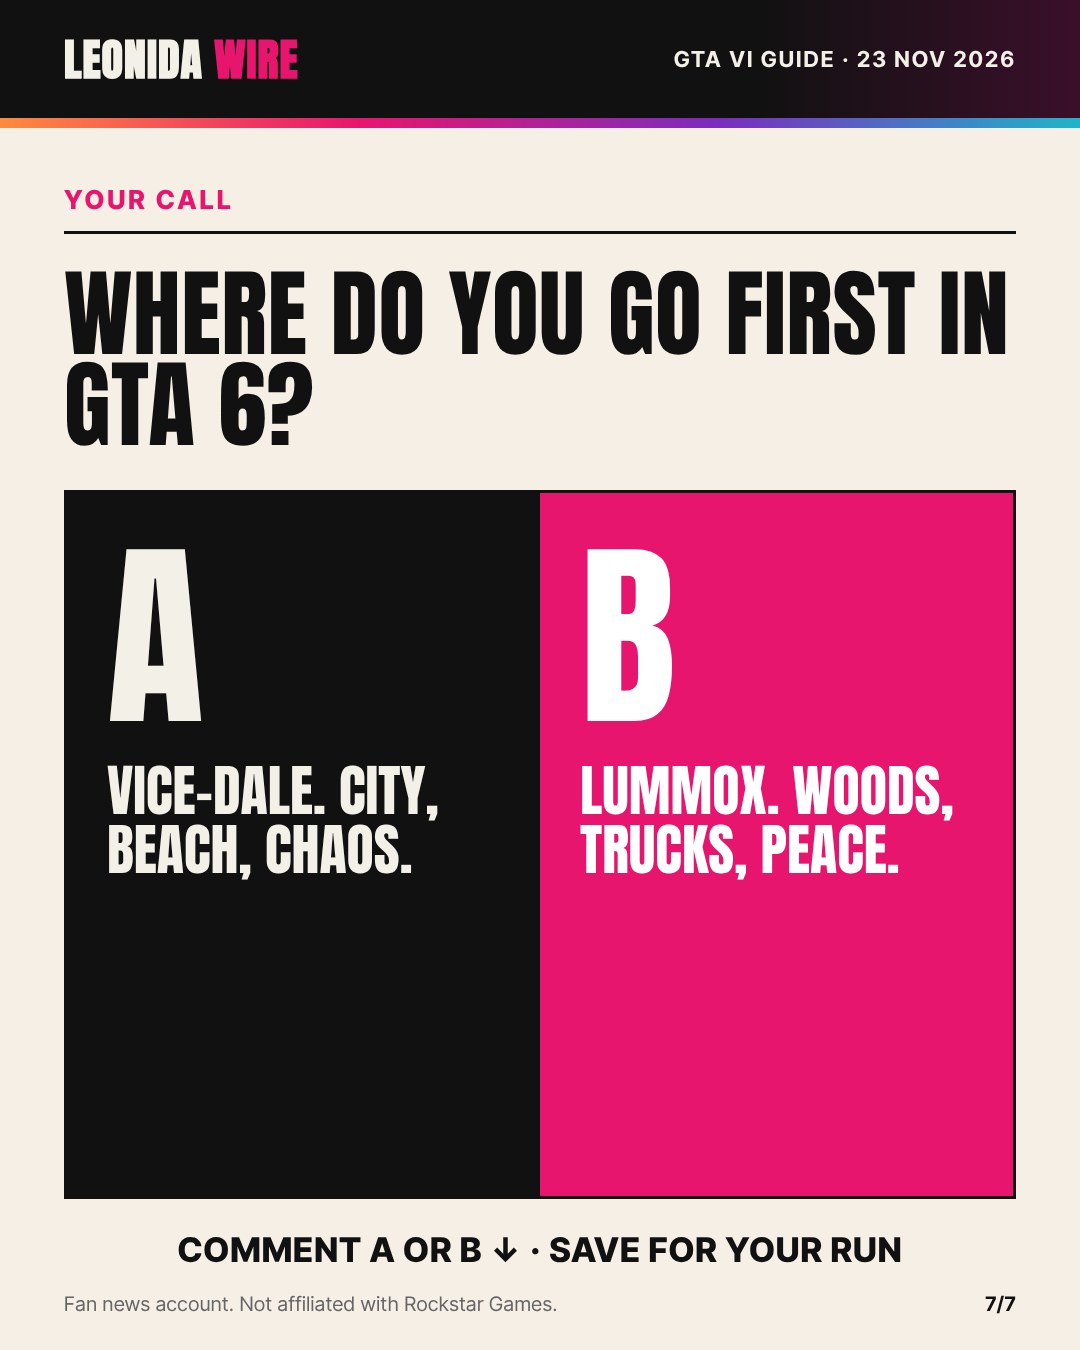 LEONIDA WIRE
GTA VI GUIDE · 23 NOV 2026
YOUR CALL
WHERE DO YOU GO FIRST IN
GTA 6?
A
VICE-DALE. CITY,
BEACH, CHAOS.
B
LUMMOX. WOODS,
TRUCKS, PEACE.
COMMENT A OR B ↓ · SAVE FOR YOUR RUN
Fan news account. Not affiliated with Rockstar Games.
7/7